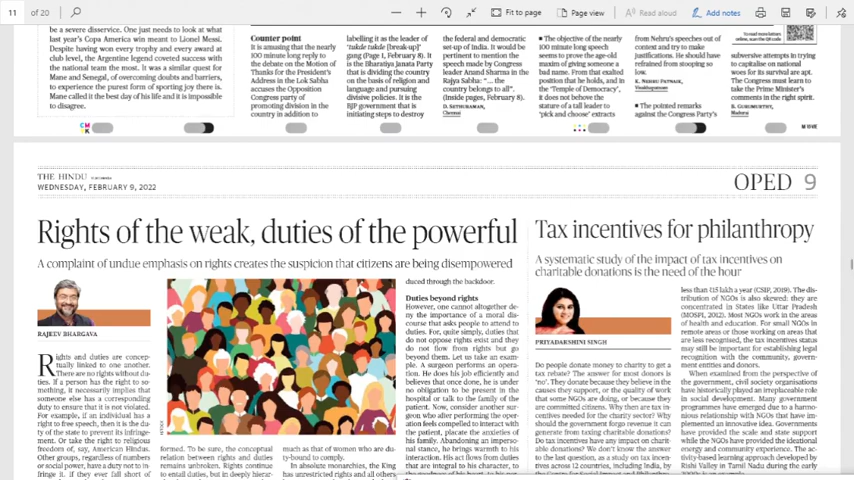 11 of 20
Fit to page
Page view
Read aloud
Add notes
be a severe disservice. One just needs to look at what
last year's Copa America win meant to Lionel Messi.
Despite having won every trophy and every award at
club level, the Argentine legend coveted success with
the national team the most. It was a similar quest for
Mane and Senegal, of overcoming doubts and barriers,
to experience the purest form of sporting joy there is.
Mane called it the best day of his life and it is impossible
to disagree.
Counter point
It is amusing that the nearly
100 minute long reply to
the debate on the Motion of
Thanks for the President's
Address in the Lok Sabha
accuses the Opposition
Congress party of
promoting division in the
country in addition to
labelling it as the leader of
'tukde tukde [break-up]'
gang (Page 1, February 8). It
is the Bharatiya Janata Party
that is dividing the country
on the basis of religion and
language and pursuing
divisive policies. It is the
BJP government that is
initiating steps to destroy
the federal and democratic
set-up of India. It would be
pertinent to mention the
speech made by Congress
leader Anand Sharma in the
Rajya Sabha: "... the
country belongs to all".
(Inside pages, February 8).
D. SETHURAMAN,
Chennai
■ The objective of the nearly
100 minute long speech
seems to prove the age-old
maxim of giving someone a
bad name. From that exalted
position that he holds, and in
the 'Temple of Democracy',
it does not behove the
stature of a tall leader to
'pick and choose' extracts
from Nehru's speeches out of
context and try to make
justifications. He should have
refrained from stooping so
low.
Visakhapatnam
■ The pointed remarks
against the Congress Party's
subversive attempts in trying
to capitalise on national
woes for its survival are apt.
The Congress must learn to
take the Prime Minister's
comments in the right spirit.
Madurai
CM
YK
THE HINDU
WEDNESDAY, FEBRUARY 9, 2022
OPED 9
Rights of the weak, duties of the powerful
A complaint of undue emphasis on rights creates the suspicion that citizens are being disempowered
RAJEEV BHARGAVA
Rights and duties are concep-
tually linked to one another.
There are no rights without du-
ties. If a person has the right to so-
mething, it necessarily implies that
someone else has a corresponding
duty to ensure that it is not violated.
For example, if an individual has a
right to free speech, then it is the du-
ty of the state to prevent its infringe-
ment. Or take the right to religious
freedom of, say, American Hindus.
Other groups, regardless of numbers
or social power, have a duty not to in-
fringe it. If they ever fall short of
formed. To be sure, the conceptual
relation between rights and duties
remains unbroken. Rights continue
to entail duties, but in deeply hierar-
much as that of women who are du-
ty-bound to comply.
In absolute monarchies, the King
has unrestricted rights and all others,
duced through the backdoor.
Duties beyond rights
However, one cannot altogether de-
ny the importance of a moral dis-
course that asks people to attend to
duties. For, quite simply, duties that
do not oppose rights exist and they
do not flow from rights but go
beyond them. Let us take an exam-
ple. A surgeon performs an opera-
tion. He does his job efficiently and
believes that once done, he is under
no obligation to be present in the
hospital or talk to the family of the
patient. Now, consider another sur-
geon who after performing the oper-
ation feels compelled to interact with
the patient, placate the anxieties of
his family. Abandoning an imperso-
nal stance, he brings warmth to his
interaction. His act flows from duties
that are integral to his character, to
Tax incentives for philanthropy
A systematic study of the impact of tax incentives on
charitable donations is the need of the hour
PRIYADARSHINI SINGH
Do people donate money to charity to get a
tax rebate? The answer for most donors is
'no'. They donate because they believe in the
causes they support, or the quality of work
that some NGOs are doing, or because they
are committed citizens. Why then are tax in-
centives needed for the charity sector? Why
should the government forgo revenue it can
generate from taxing charitable donations?
Do tax incentives have any impact on charit-
able donations? We don't know the answer
to the last question, as a study on tax incen-
tives across 12 countries, including India, by
less than ₹15 lakh a year (CSIP, 2019). The dis-
tribution of NGOs is also skewed; they are
concentrated in States like Uttar Pradesh
(MOSPI, 2012). Most NGOs work in the areas
of health and education. For small NGOs in
remote areas or those working on areas that
are less recognised, the tax incentives status
may still be important for establishing legal
recognition with the community, govern-
ment entities and donors.
When examined from the perspective of
the government, civil society organisations
have historically played an irreplaceable role
in social development. Many government
programmes have emerged due to a harmo-
nious relationship with NGOs that have im-
plemented an innovative idea. Governments
have provided the scale and state support
while the NGOs have provided the ideational
energy and community experience. The ac-
tivity-based learning approach developed by
Rishi Valley in Tamil Nadu during the early